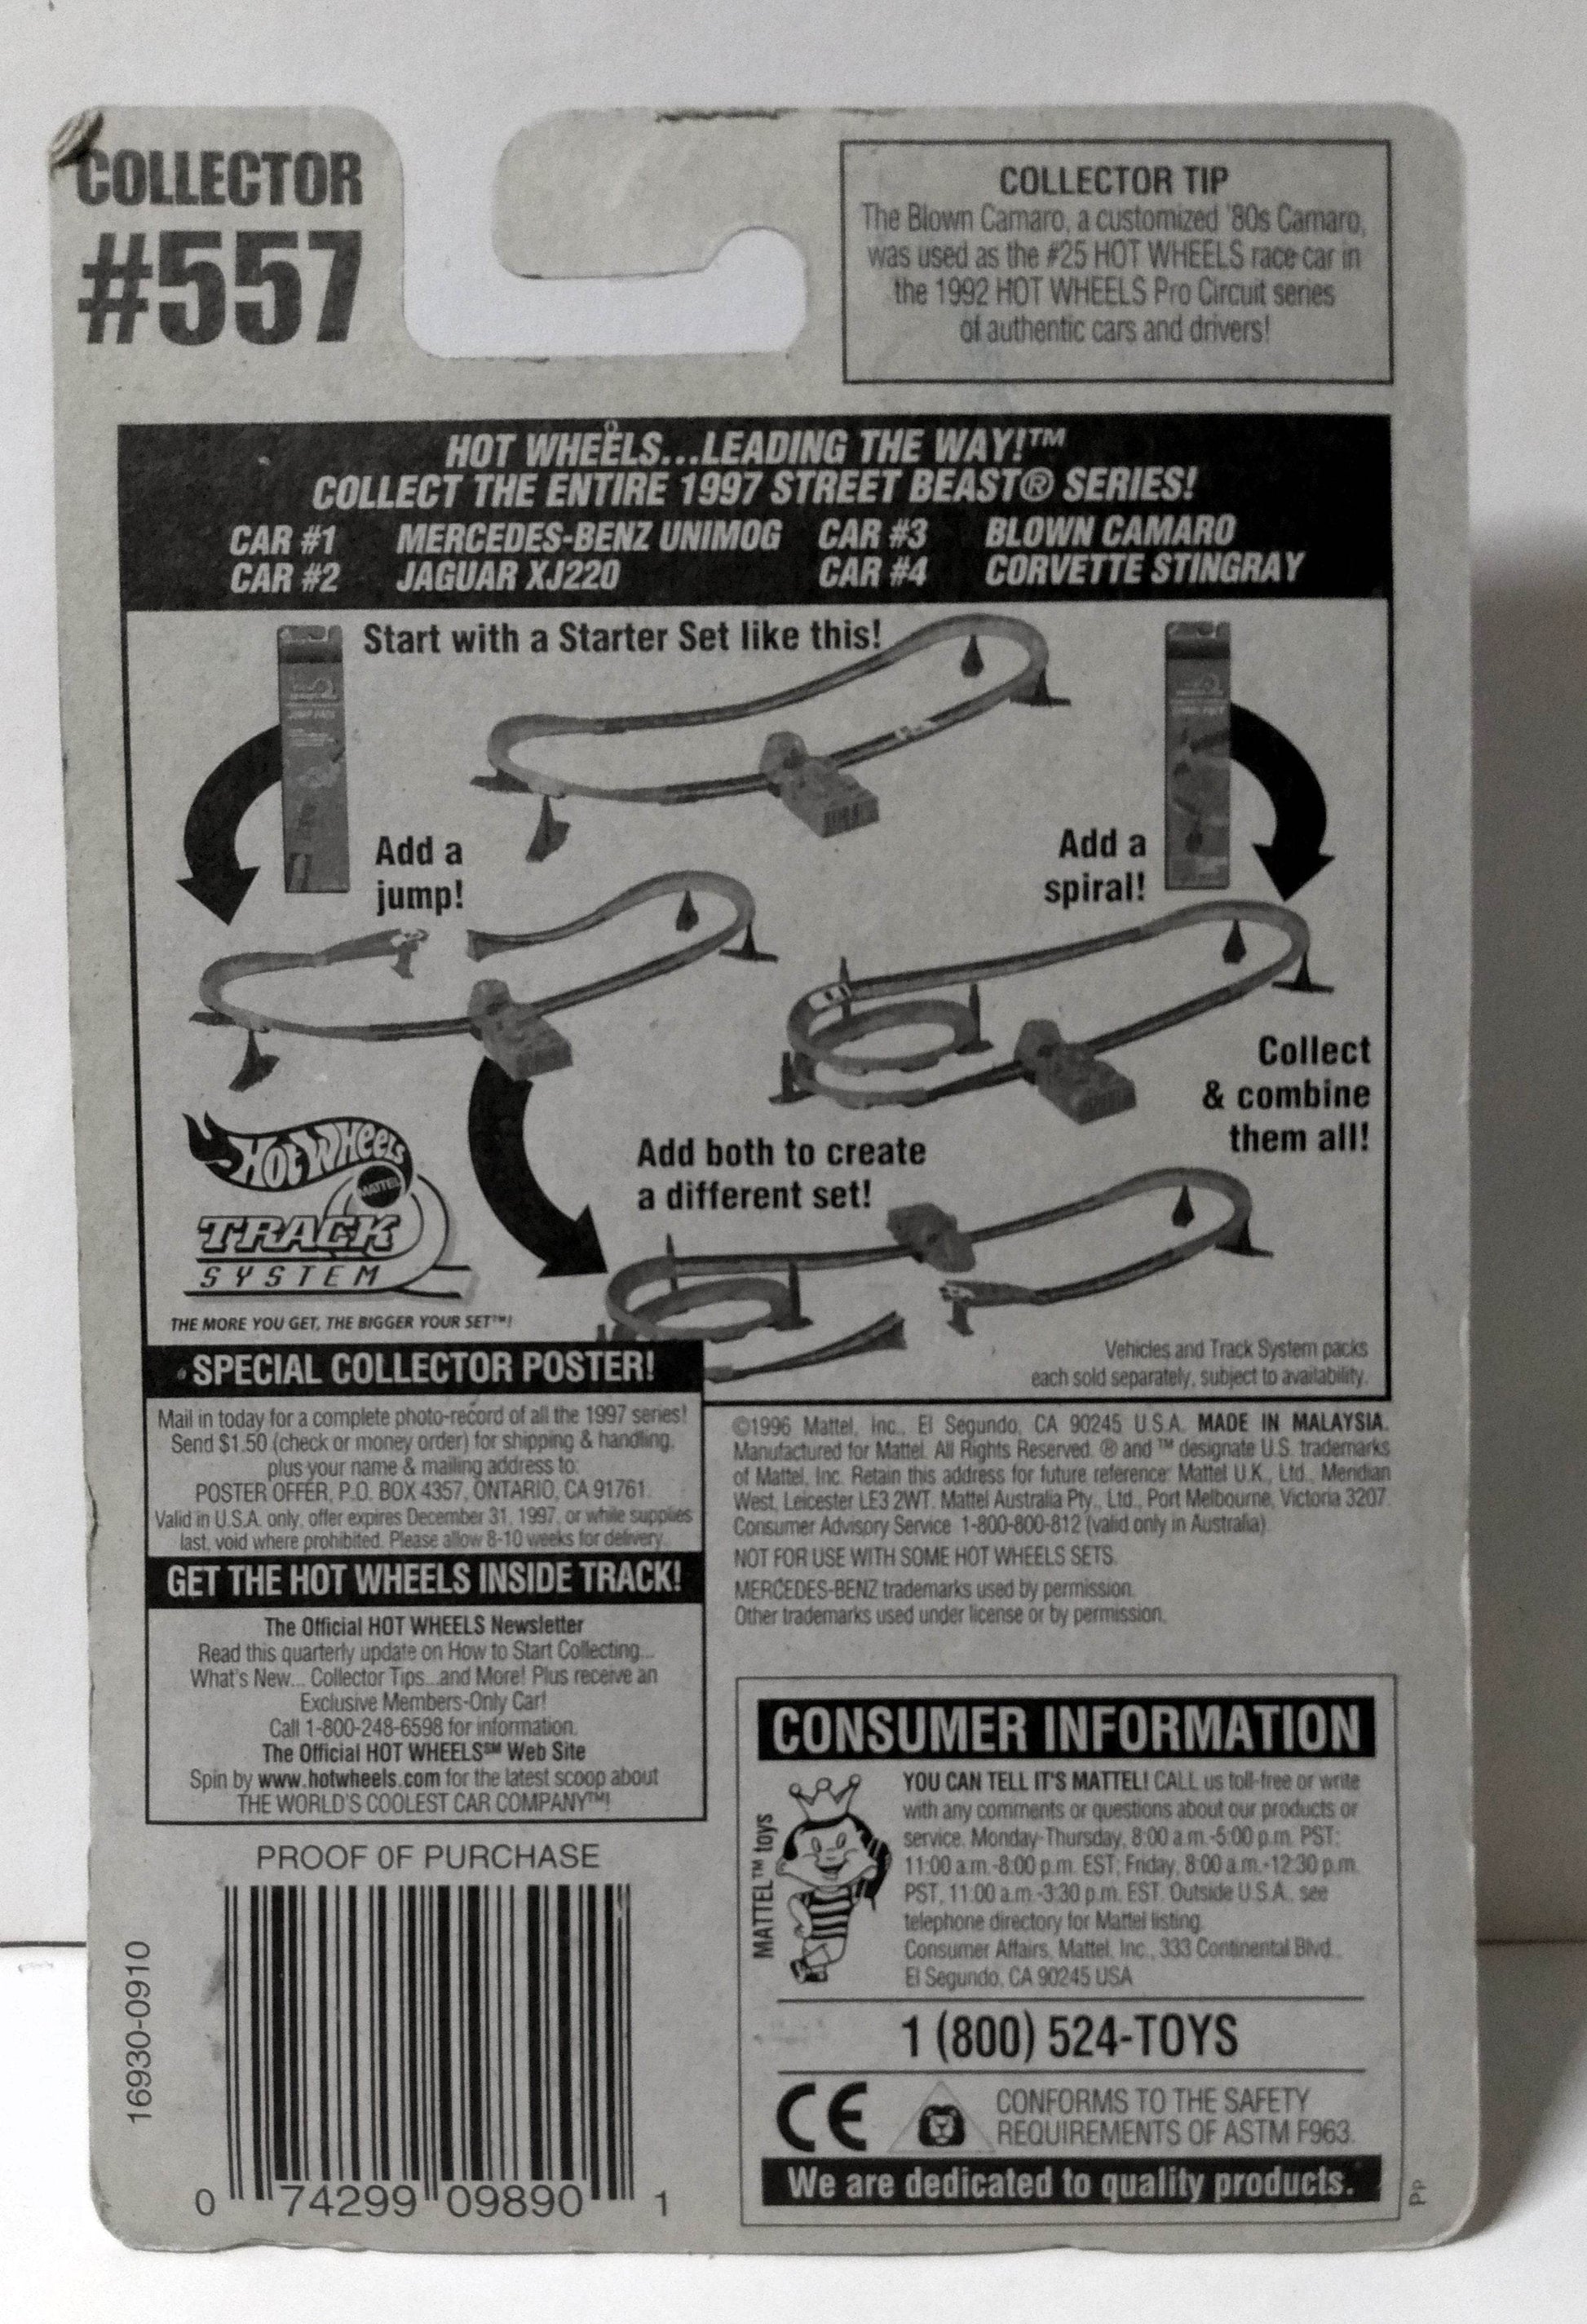 COLLECTOR
#557
COLLECTOR TIP
The Blown Camaro, a customized '80s Camaro,
was used as the #25 HOT WHEELS race car in
the 1992 HOT WHEELS Pro Circuit series
of authentic cars and drivers!
HOT WHEELS...LEADING THE WAY!™
COLLECT THE ENTIRE 1997 STREET BEAST® SERIES!
CAR #1 MERCEDES-BENZ UNIMOG CAR #3 BLOWN CAMARO
CAR #2 JAGUAR XJ220 CAR #4 CORVETTE STINGRAY
Start with a Starter Set like this!
Add a
jump!
Add a
spiral!
Collect
& combine
them all!
Add both to create
a different set!
Hot Wheels
MATTEL
TRACK
SYSTEM
THE MORE YOU GET, THE BIGGER YOUR SET™!
Vehicles and Track System packs
each sold separately, subject to availability.
SPECIAL COLLECTOR POSTER!
Mail in today for a complete photo-record of all the 1997 series!
Send $1.50 (check or money order) for shipping & handling,
plus your name & mailing address to:
POSTER OFFER, P.O. BOX 4357, ONTARIO, CA 91761.
Valid in U.S.A. only, offer expires December 31, 1997, or while supplies
last, void where prohibited. Please allow 8-10 weeks for delivery.
GET THE HOT WHEELS INSIDE TRACK!
The Official HOT WHEELS Newsletter
Read this quarterly update on How to Start Collecting...
What's New... Collector Tips...and More! Plus receive an
Exclusive Members-Only Car!
Call 1-800-248-6598 for information.
The Official HOT WHEELS℠ Web Site
Spin by www.hotwheels.com for the latest scoop about
THE WORLD'S COOLEST CAR COMPANY™!
©1996 Mattel, Inc., El Segundo, CA 90245 U.S.A. MADE IN MALAYSIA.
Manufactured for Mattel. All Rights Reserved. ® and ™ designate U.S. trademarks
of Mattel, Inc. Retain this address for future reference: Mattel U.K., Ltd., Meridian
West, Leicester LE3 2WT. Mattel Australia Pty., Ltd., Port Melbourne, Victoria 3207.
Consumer Advisory Service 1-800-800-812 (valid only in Australia).
NOT FOR USE WITH SOME HOT WHEELS SETS.
MERCEDES-BENZ trademarks used by permission.
Other trademarks used under license or by permission.
CONSUMER INFORMATION
MATTEL™ toys
YOU CAN TELL IT'S MATTEL! CALL us toll-free or write
with any comments or questions about our products or
service. Monday-Thursday, 8:00 a.m.-5:00 p.m. PST;
11:00 a.m.-8:00 p.m. EST; Friday, 8:00 a.m.-12:30 p.m.
PST, 11:00 a.m.-3:30 p.m. EST. Outside U.S.A., see
telephone directory for Mattel listing.
Consumer Affairs, Mattel, Inc., 333 Continental Blvd.,
El Segundo, CA 90245 USA
1 (800) 524-TOYS
CE
CONFORMS TO THE SAFETY
REQUIREMENTS OF ASTM F963.
We are dedicated to quality products.
Pp
PROOF OF PURCHASE
16930-0910
0 74299 09890 1